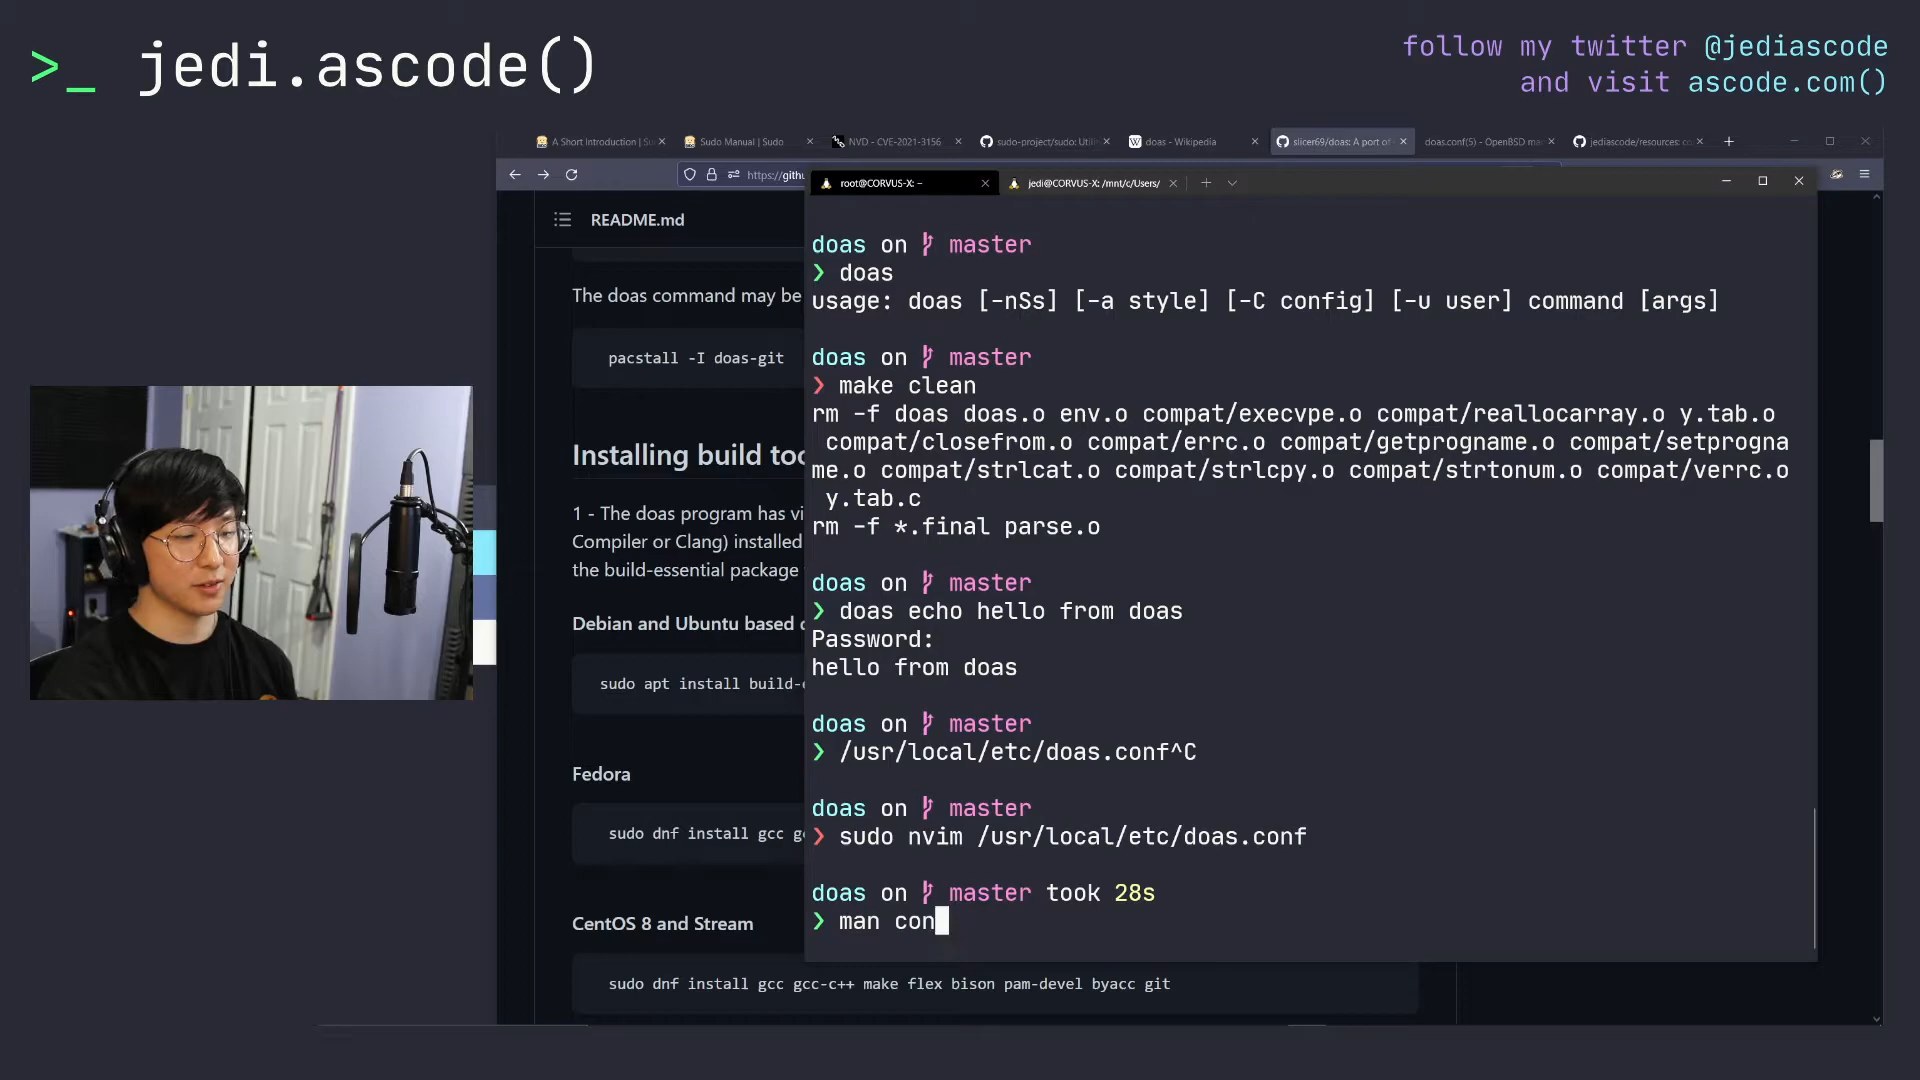 >_ jedi.ascode()
follow my twitter @jediascode
and visit ascode.com()
A Short Introduction | Su
Sudo Manual | Sudo
NVD - CVE-2021-3156
sudo-project/sudo: Utili
doas - Wikipedia
slicer69/doas: A port of
doas.conf(5) - OpenBSD ma
jediascode/resources: co
https://gith
root@CORVUS-X: ~
jedi@CORVUS-X: /mnt/c/Users/
README.md
The doas command may be
pacstall -I doas-git
Installing build too
1 - The doas program has vi
Compiler or Clang) installed
the build-essential package
Debian and Ubuntu based
sudo apt install build-
Fedora
sudo dnf install gcc g
CentOS 8 and Stream
sudo dnf install gcc gcc-c++ make flex bison pam-devel byacc git
doas on master
❯ doas
usage: doas [-nSs] [-a style] [-C config] [-u user] command [args]
doas on master
❯ make clean
rm -f doas doas.o env.o compat/execvpe.o compat/reallocarray.o y.tab.o
compat/closefrom.o compat/errc.o compat/getprogname.o compat/setprogna
me.o compat/strlcat.o compat/strlcpy.o compat/strtonum.o compat/verrc.o
y.tab.c
rm -f *.final parse.o
doas on master
❯ doas echo hello from doas
Password:
hello from doas
doas on master
❯ /usr/local/etc/doas.conf^C
doas on master
❯ sudo nvim /usr/local/etc/doas.conf
doas on master took 28s
❯ man con